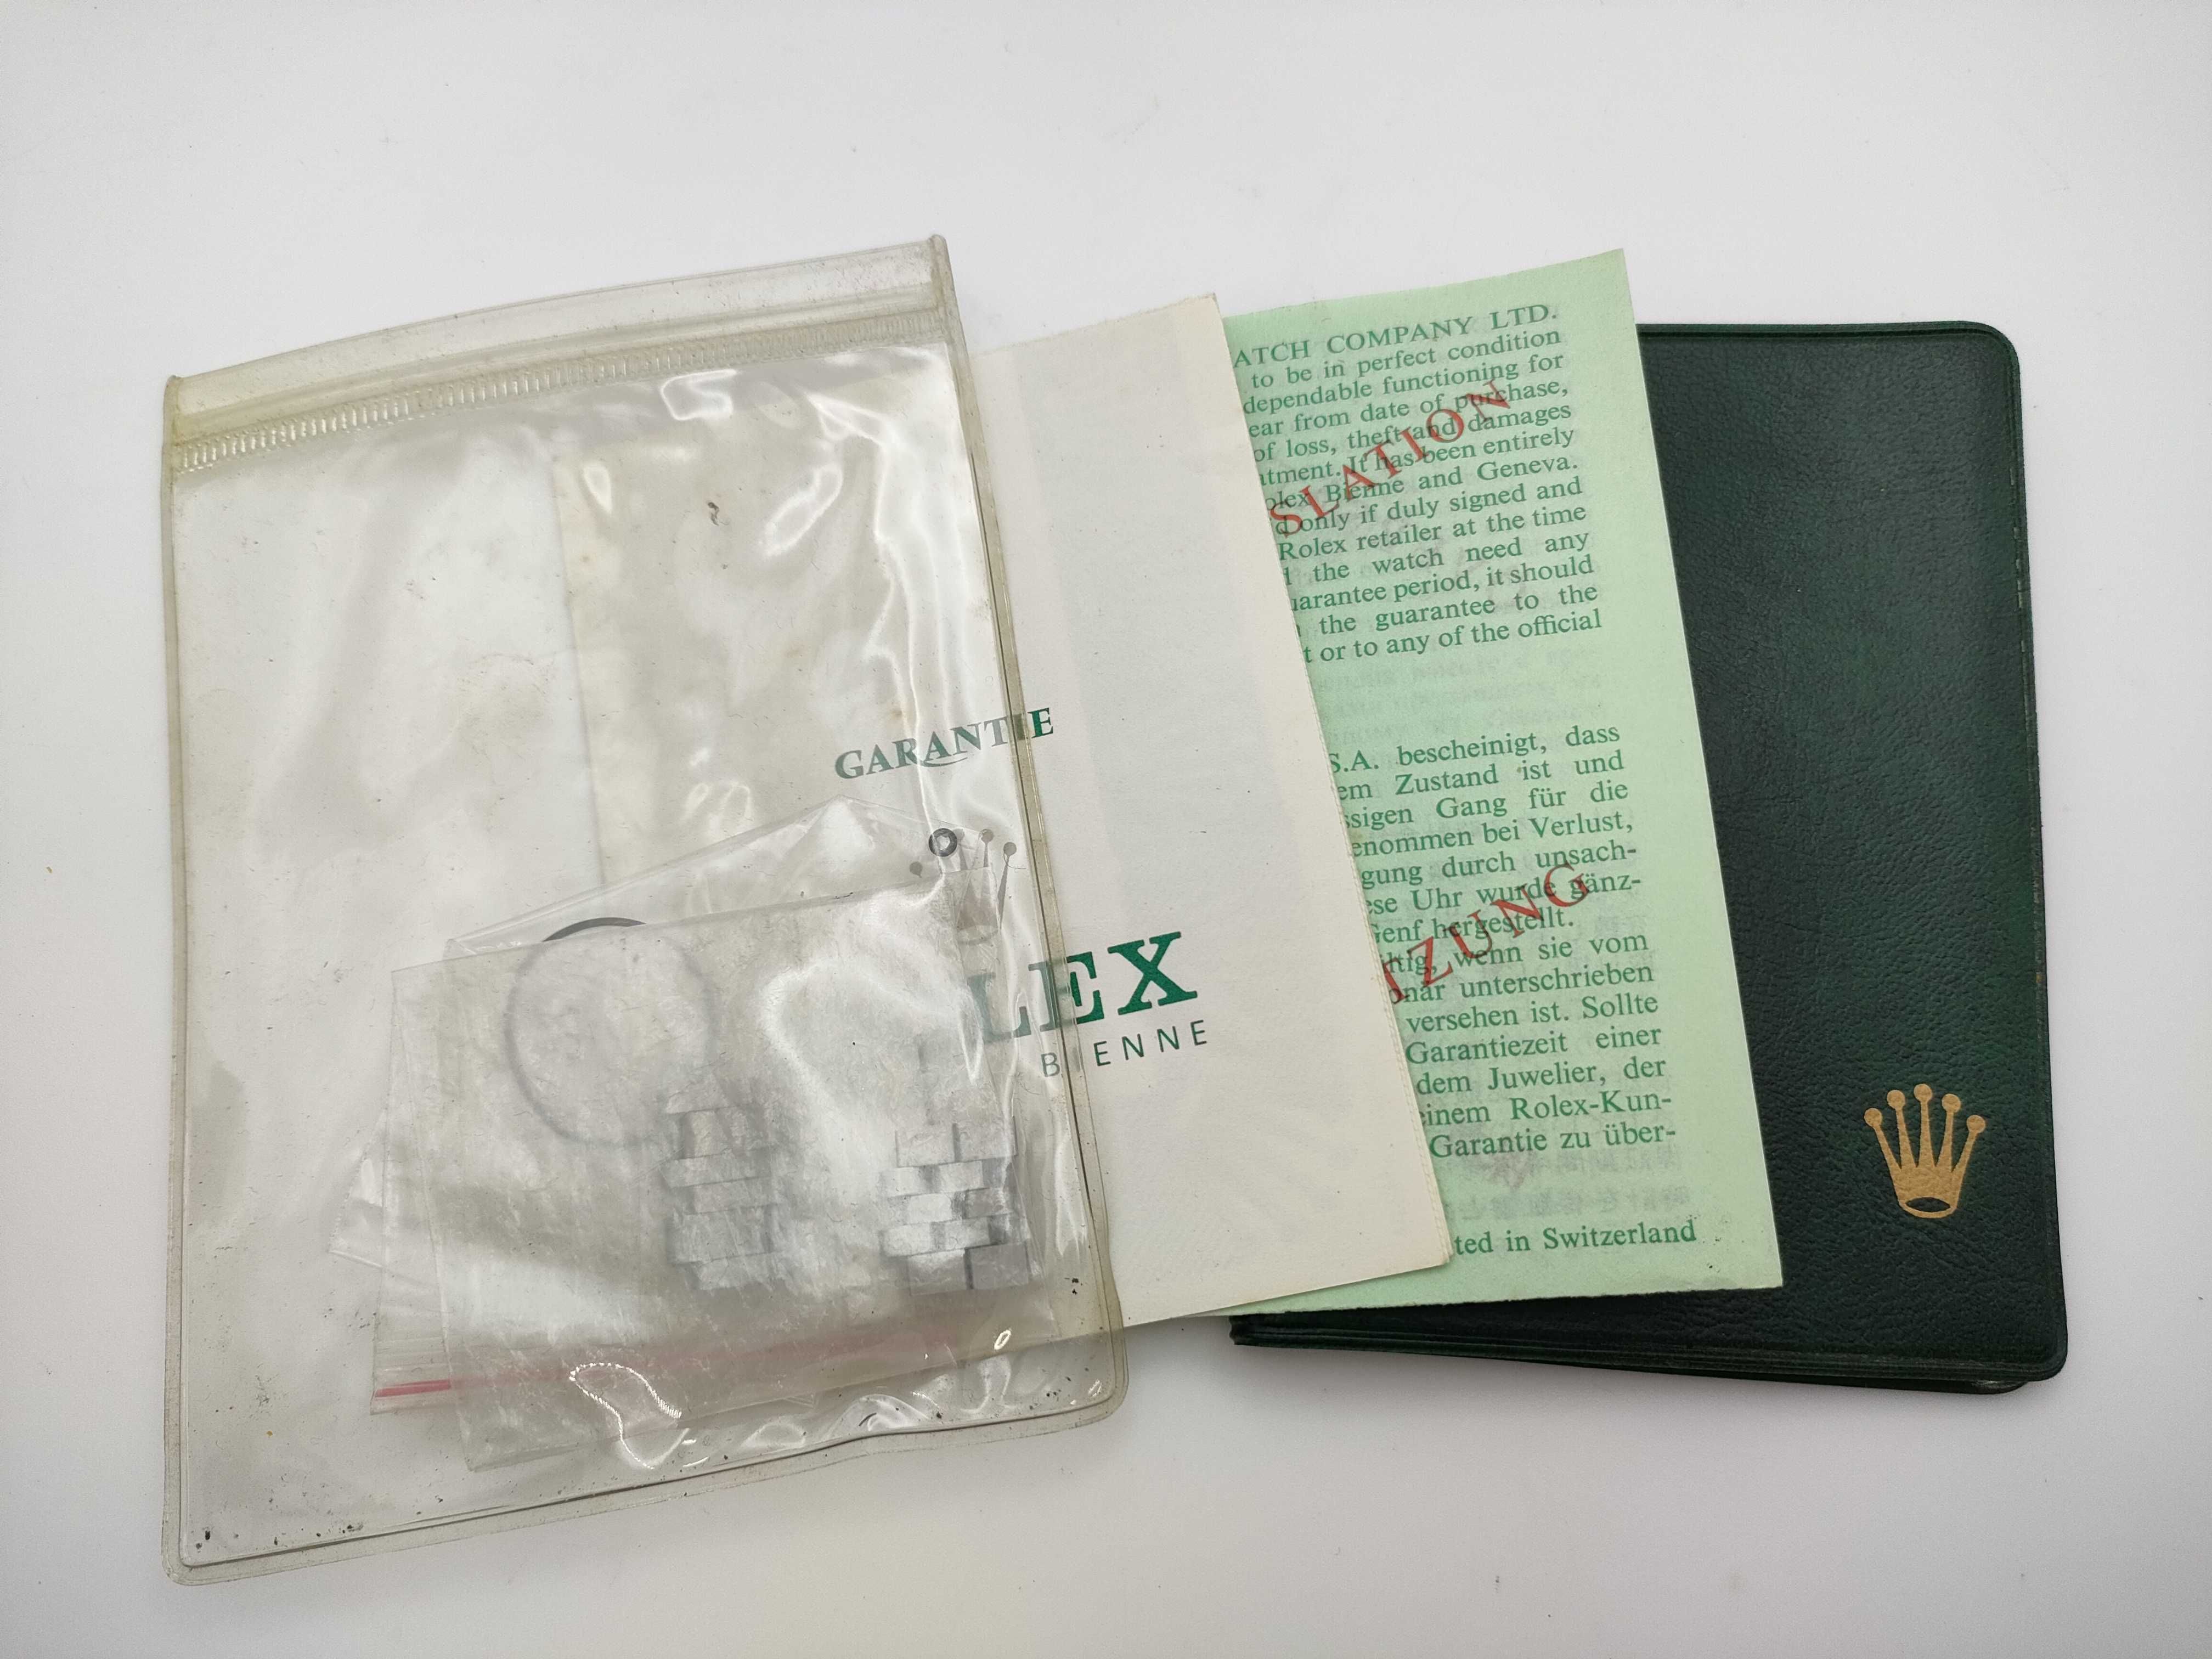 GARANTIE
LEX
BIENNE
ATCH COMPANY LTD.
to be in perfect condition
dependable functioning for
ear from date of purchase,
of loss, theft and damages
atment. It has been entirely
olex Bienne and Geneva.
d only if duly signed and
Rolex retailer at the time
l the watch need any
uarantee period, it should
the guarantee to the
t or to any of the official
SLATION
S.A. bescheinigt, dass
em Zustand ist und
ssigen Gang für die
enommen bei Verlust,
gung durch unsach-
ese Uhr wurde gänz-
Genf hergestellt.
ltig, wenn sie vom
onär unterschrieben
versehen ist. Sollte
Garantiezeit einer
dem Juwelier, der
einem Rolex-Kun-
Garantie zu über-
TZUNG
ted in Switzerland